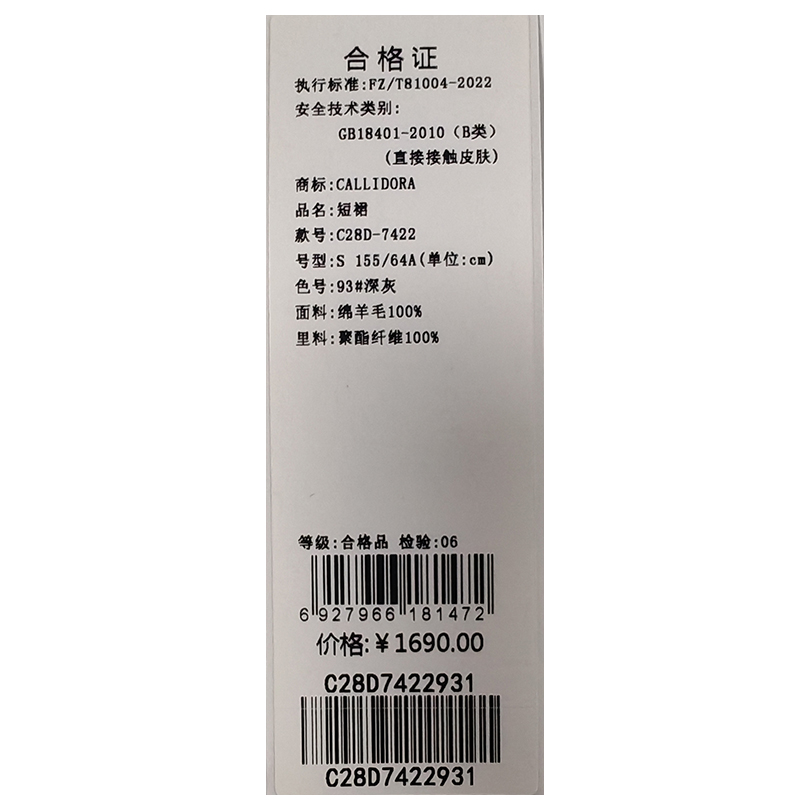 合格证
执行标准:FZ/T81004-2022
安全技术类别:
GB18401-2010（B类）
(直接接触皮肤)
商标:CALLIDORA
品名:短裙
款号:C28D-7422
号型:S 155/64A(单位:cm)
色号:93#深灰
面料:绵羊毛100%
里料:聚酯纤维100%
等级:合格品 检验:06
6 927966 181472
价格:￥1690.00
C28D7422931
C28D7422931